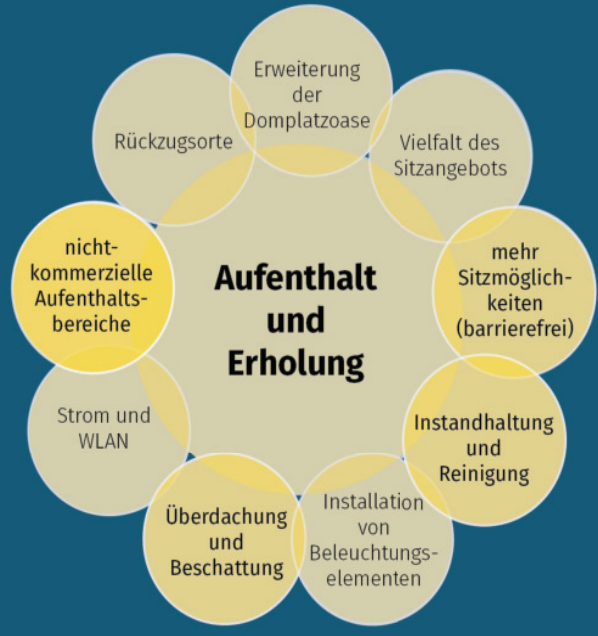 Erweiterung
der
Domplatzoase
Vielfalt des
Sitzangebots
mehr
Sitzmöglich-
keiten
(barrierefrei)
Instandhaltung
und
Reinigung
Installation
von
Beleuchtungs-
elementen
Überdachung
und
Beschattung
Strom und
WLAN
nicht-
kommerzielle
Aufenthalts-
bereiche
Rückzugsorte
Aufenthalt
und
Erholung